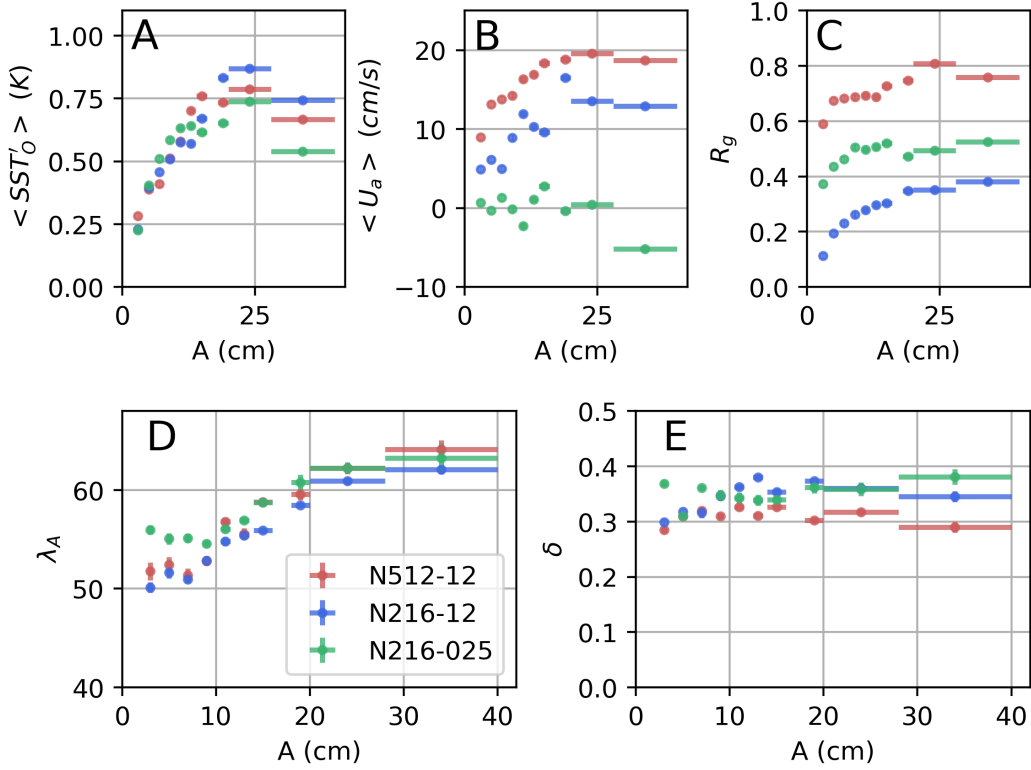 A
B
C
< SST′_O > (K)
1.00
0.75
0.50
0.25
0.00
0
25
A (cm)
< U_a > (cm/s)
20
10
0
−10
0
25
A (cm)
R_g
1.0
0.8
0.6
0.4
0.2
0.0
0
25
A (cm)
D
λ_A
60
50
40
0
10
20
30
40
A (cm)
N512-12
N216-12
N216-025
E
δ
0.5
0.4
0.3
0.2
0.1
0.0
0
10
20
30
40
A (cm)